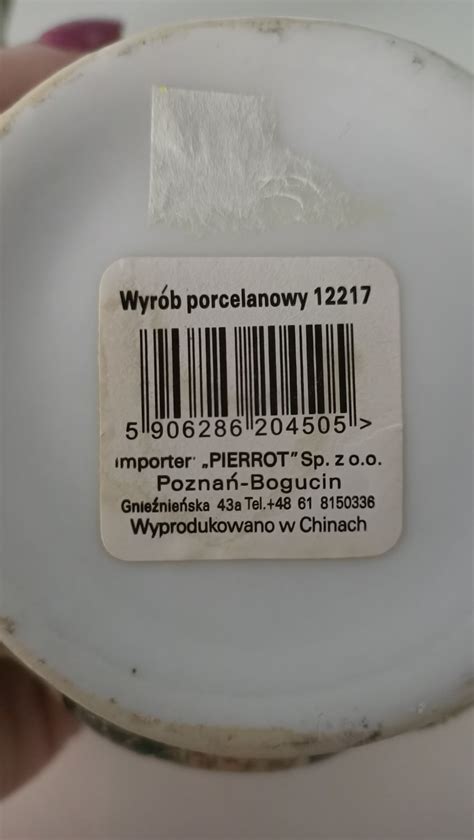 Wyrób porcelanowy 12217
5 906286 204505 >
importer „PIERROT” Sp. z o.o.
Poznań-Bogucin
Gnieźnieńska 43a Tel.+48 61 8150336
Wyprodukowano w Chinach